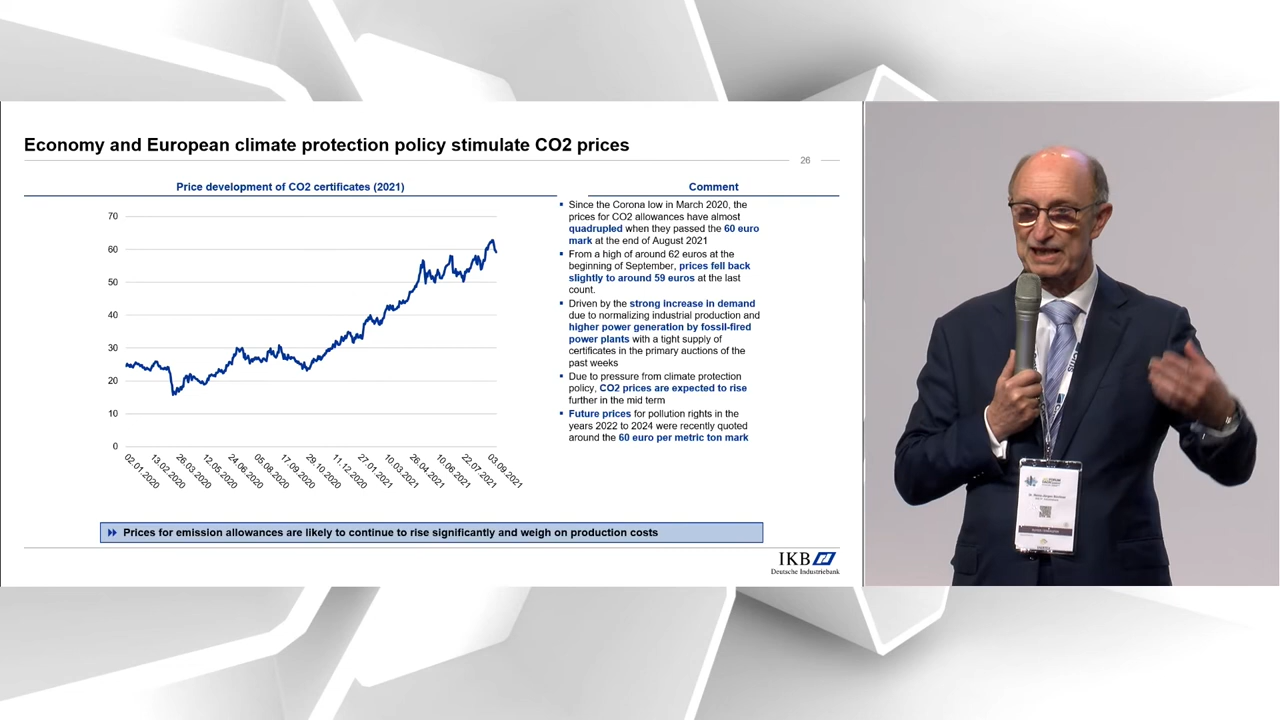 Economy and European climate protection policy stimulate CO2 prices
26
Price development of CO2 certificates (2021)
70
60
50
40
30
20
10
0
02.01.2020
13.02.2020
26.03.2020
12.05.2020
24.06.2020
05.08.2020
17.09.2020
29.10.2020
11.12.2020
27.01.2021
10.03.2021
26.04.2021
10.06.2021
22.07.2021
03.09.2021
Comment
Since the Corona low in March 2020, the
prices for CO2 allowances have almost
quadrupled when they passed the 60 euro
mark at the end of August 2021
From a high of around 62 euros at the
beginning of September, prices fell back
slightly to around 59 euros at the last
count.
Driven by the strong increase in demand
due to normalizing industrial production and
higher power generation by fossil-fired
power plants with a tight supply of
certificates in the primary auctions of the
past weeks
Due to pressure from climate protection
policy, CO2 prices are expected to rise
further in the mid term
Future prices for pollution rights in the
years 2022 to 2024 were recently quoted
around the 60 euro per metric ton mark
Prices for emission allowances are likely to continue to rise significantly and weigh on production costs
IKB
Deutsche Industriebank